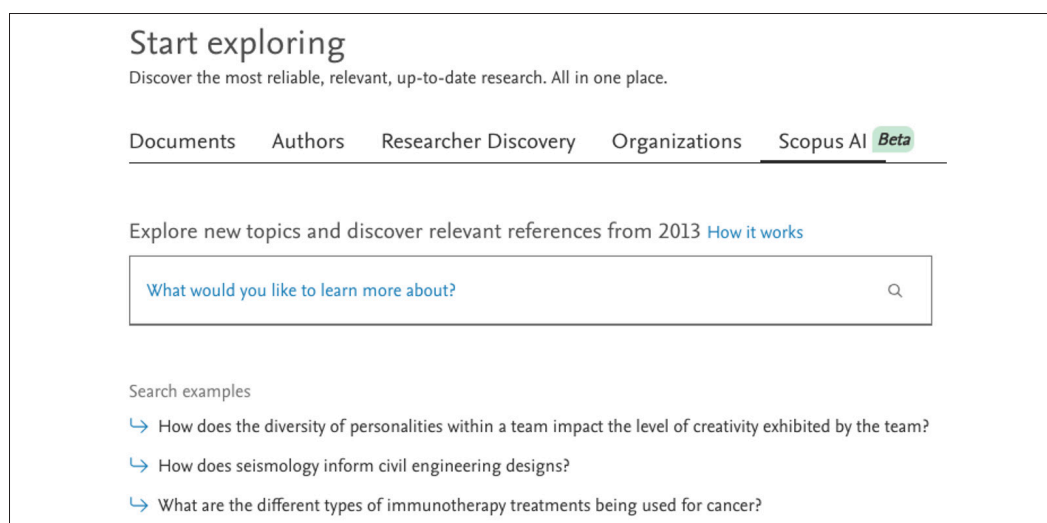 Start exploring
Discover the most reliable, relevant, up-to-date research. All in one place.
Documents Authors Researcher Discovery Organizations Scopus AI Beta
Explore new topics and discover relevant references from 2013 How it works
What would you like to learn more about?
Search examples
How does the diversity of personalities within a team impact the level of creativity exhibited by the team?
How does seismology inform civil engineering designs?
What are the different types of immunotherapy treatments being used for cancer?